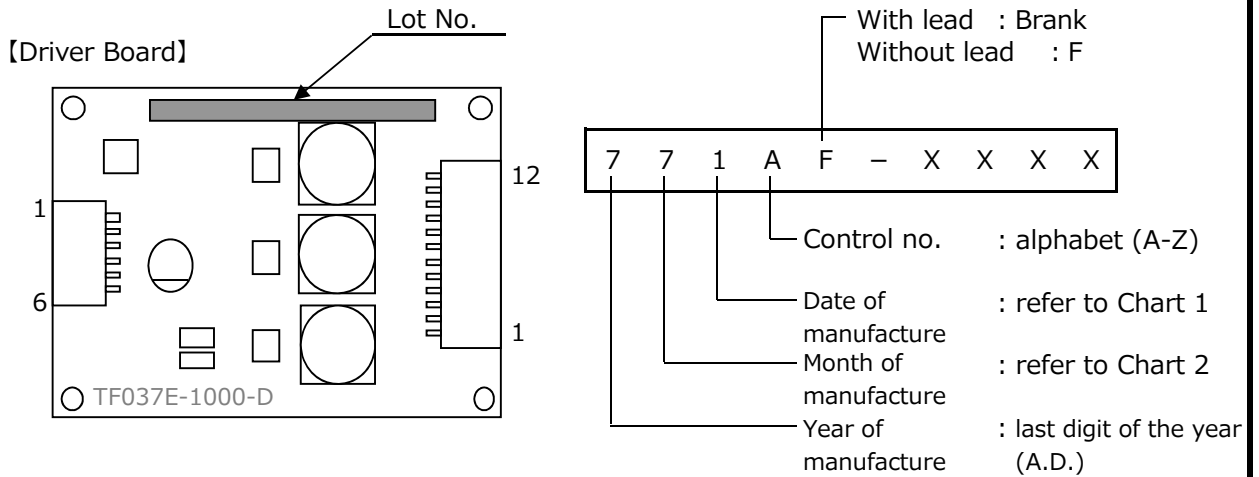 Lot No.
【Driver Board】
12
1
6
1
TF037E-1000-D
With lead : Brank
Without lead : F
7 7 1 A F – X X X X
Control no. : alphabet (A-Z)
Date of : refer to Chart 1
manufacture
Month of : refer to Chart 2
manufacture
Year of : last digit of the year
manufacture (A.D.)